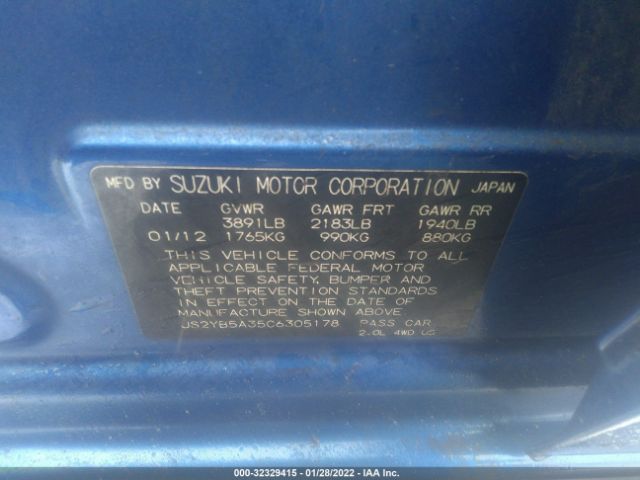 MFD BY SUZUKI MOTOR CORPORATION JAPAN
DATE GVWR GAWR FRT GAWR RR
3891LB 2183LB 1940LB
01/12 1765KG 990KG 880KG
THIS VEHICLE CONFORMS TO ALL
APPLICABLE FEDERAL MOTOR
VEHICLE SAFETY, BUMPER AND
THEFT PREVENTION STANDARDS
IN EFFECT ON THE DATE OF
MANUFACTURE SHOWN ABOVE
JS2YB5A35C6305178 PASS CAR
2.0L 4WD US
000-32329415 - 01/28/2022 - IAA Inc.